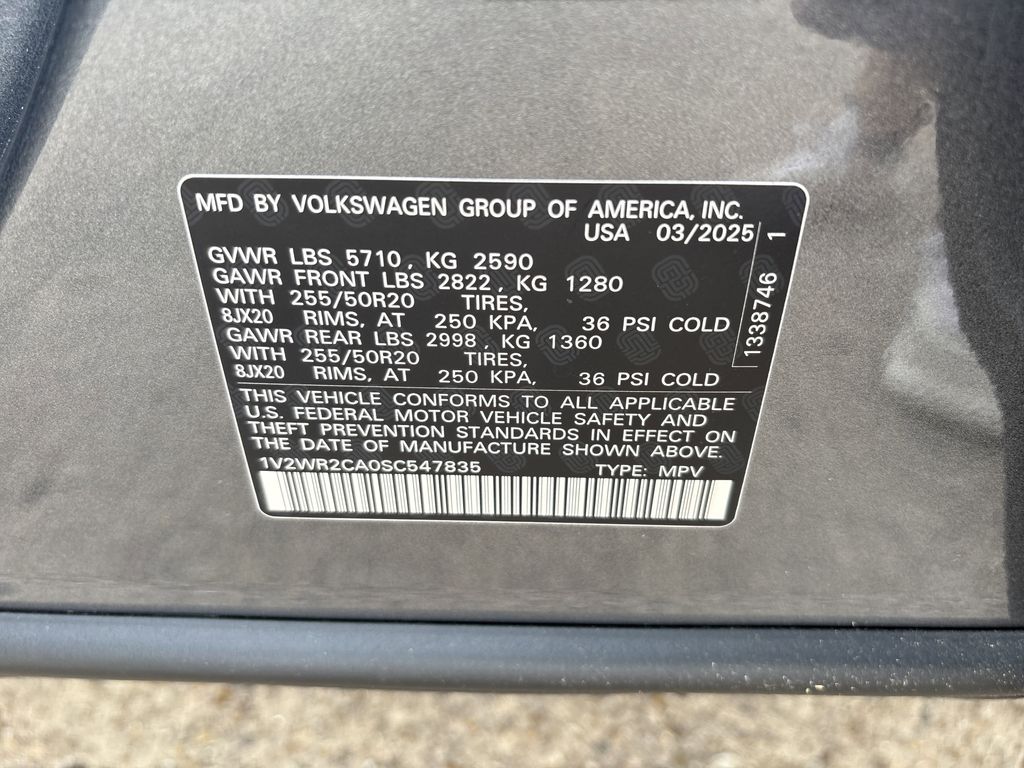 MFD BY VOLKSWAGEN GROUP OF AMERICA, INC.
USA 03/2025
GVWR LBS 5710, KG 2590
GAWR FRONT LBS 2822, KG 1280
WITH 255/50R20 TIRES,
8JX20 RIMS, AT 250 KPA, 36 PSI COLD
GAWR REAR LBS 2998, KG 1360
WITH 255/50R20 TIRES,
8JX20 RIMS, AT 250 KPA, 36 PSI COLD
THIS VEHICLE CONFORMS TO ALL APPLICABLE
U.S. FEDERAL MOTOR VEHICLE SAFETY AND
THEFT PREVENTION STANDARDS IN EFFECT ON
THE DATE OF MANUFACTURE SHOWN ABOVE.
1V2WR2CA0SC547835 TYPE: MPV
1338746 1